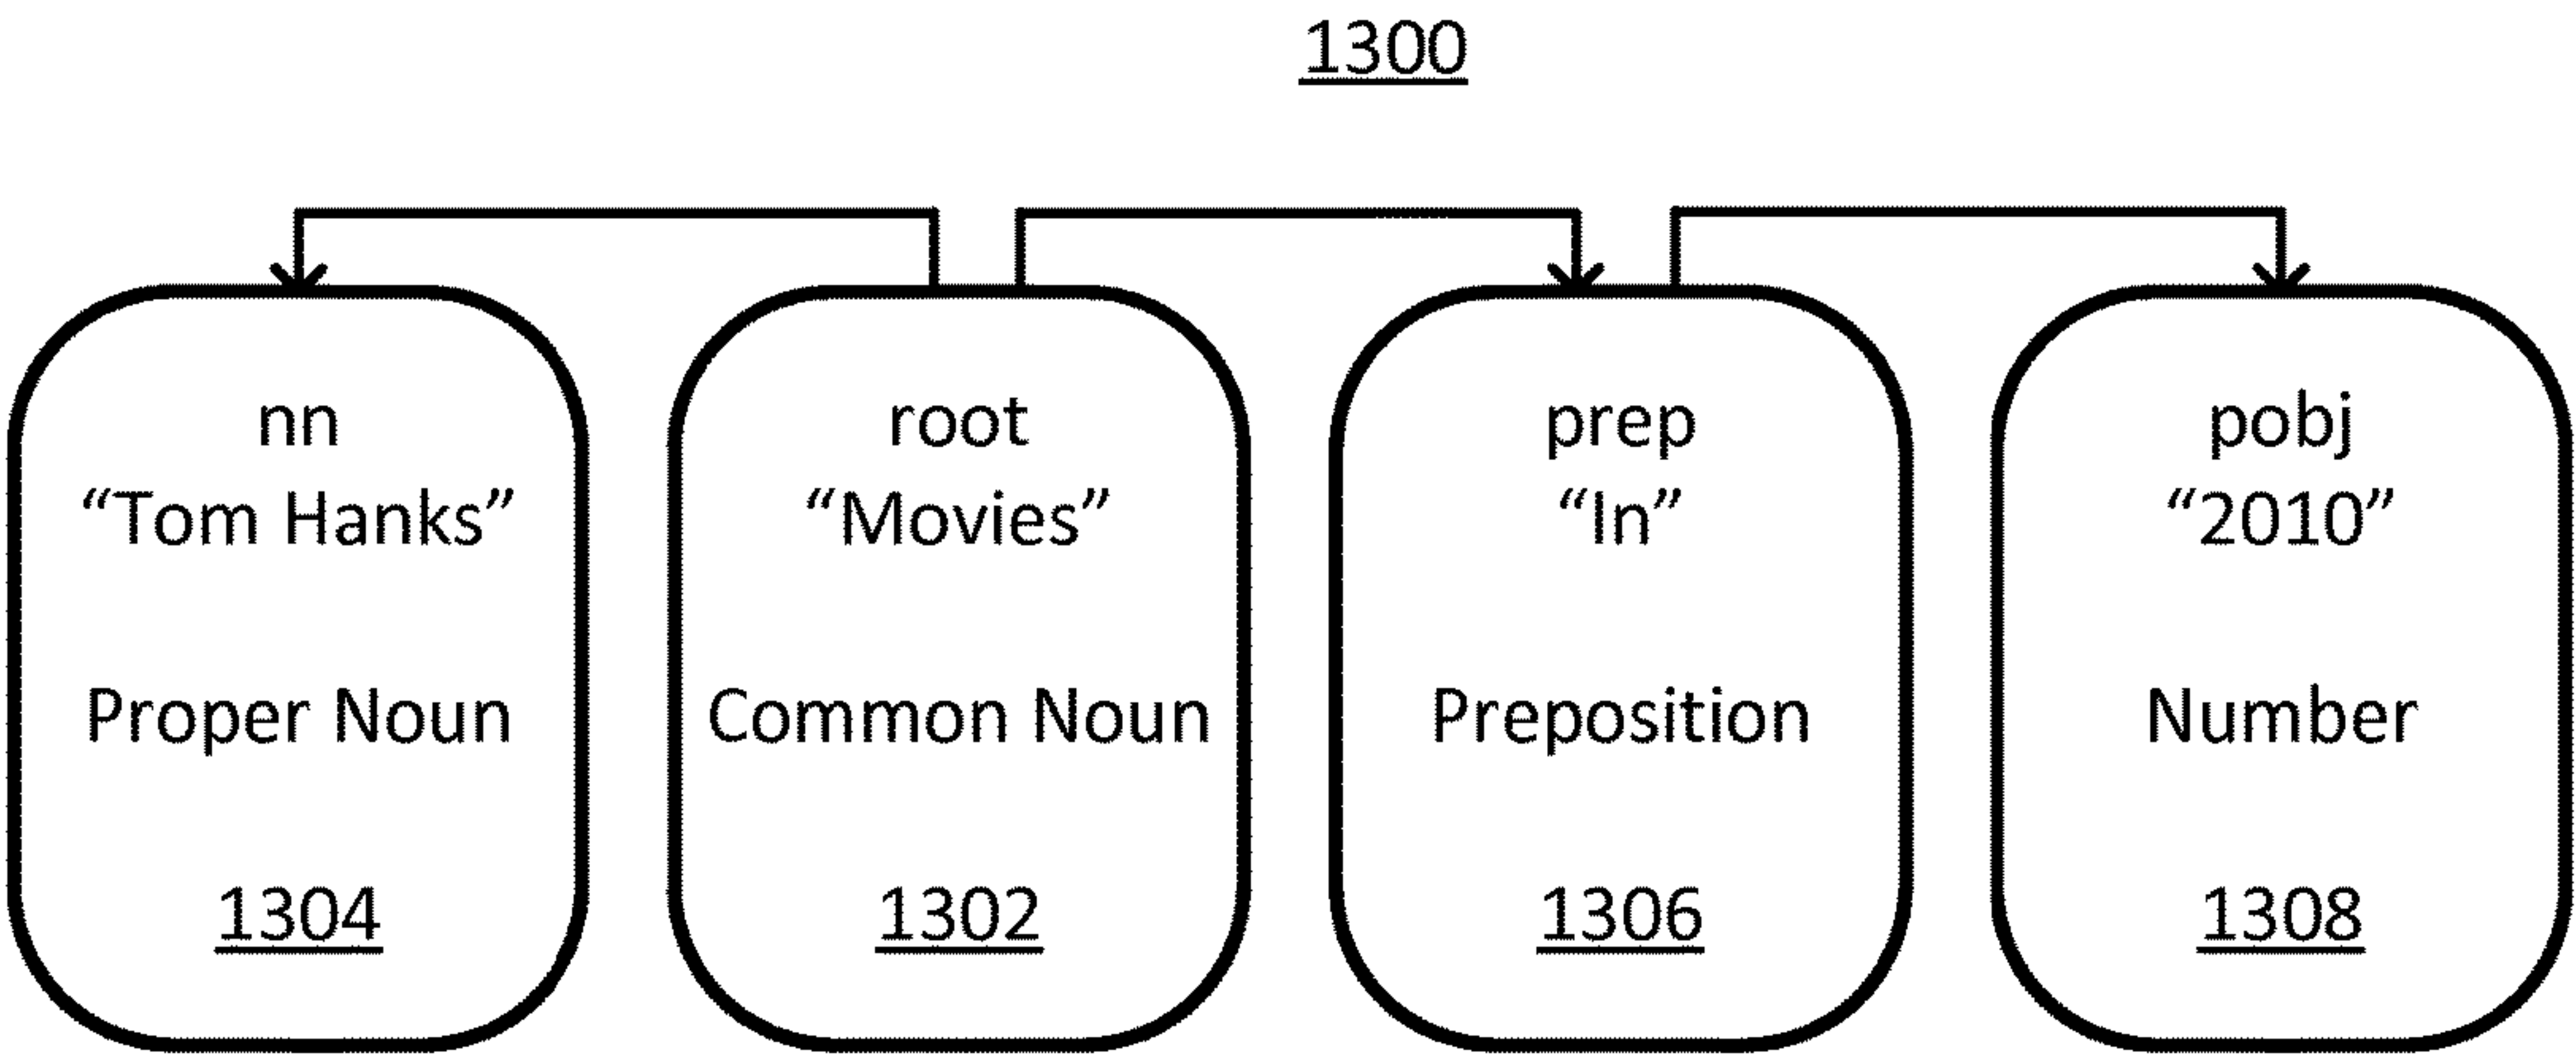 1300
nn
“Tom Hanks”
Proper Noun
1304
root
“Movies”
Common Noun
1302
prep
“In”
Preposition
1306
pobj
“2010”
Number
1308